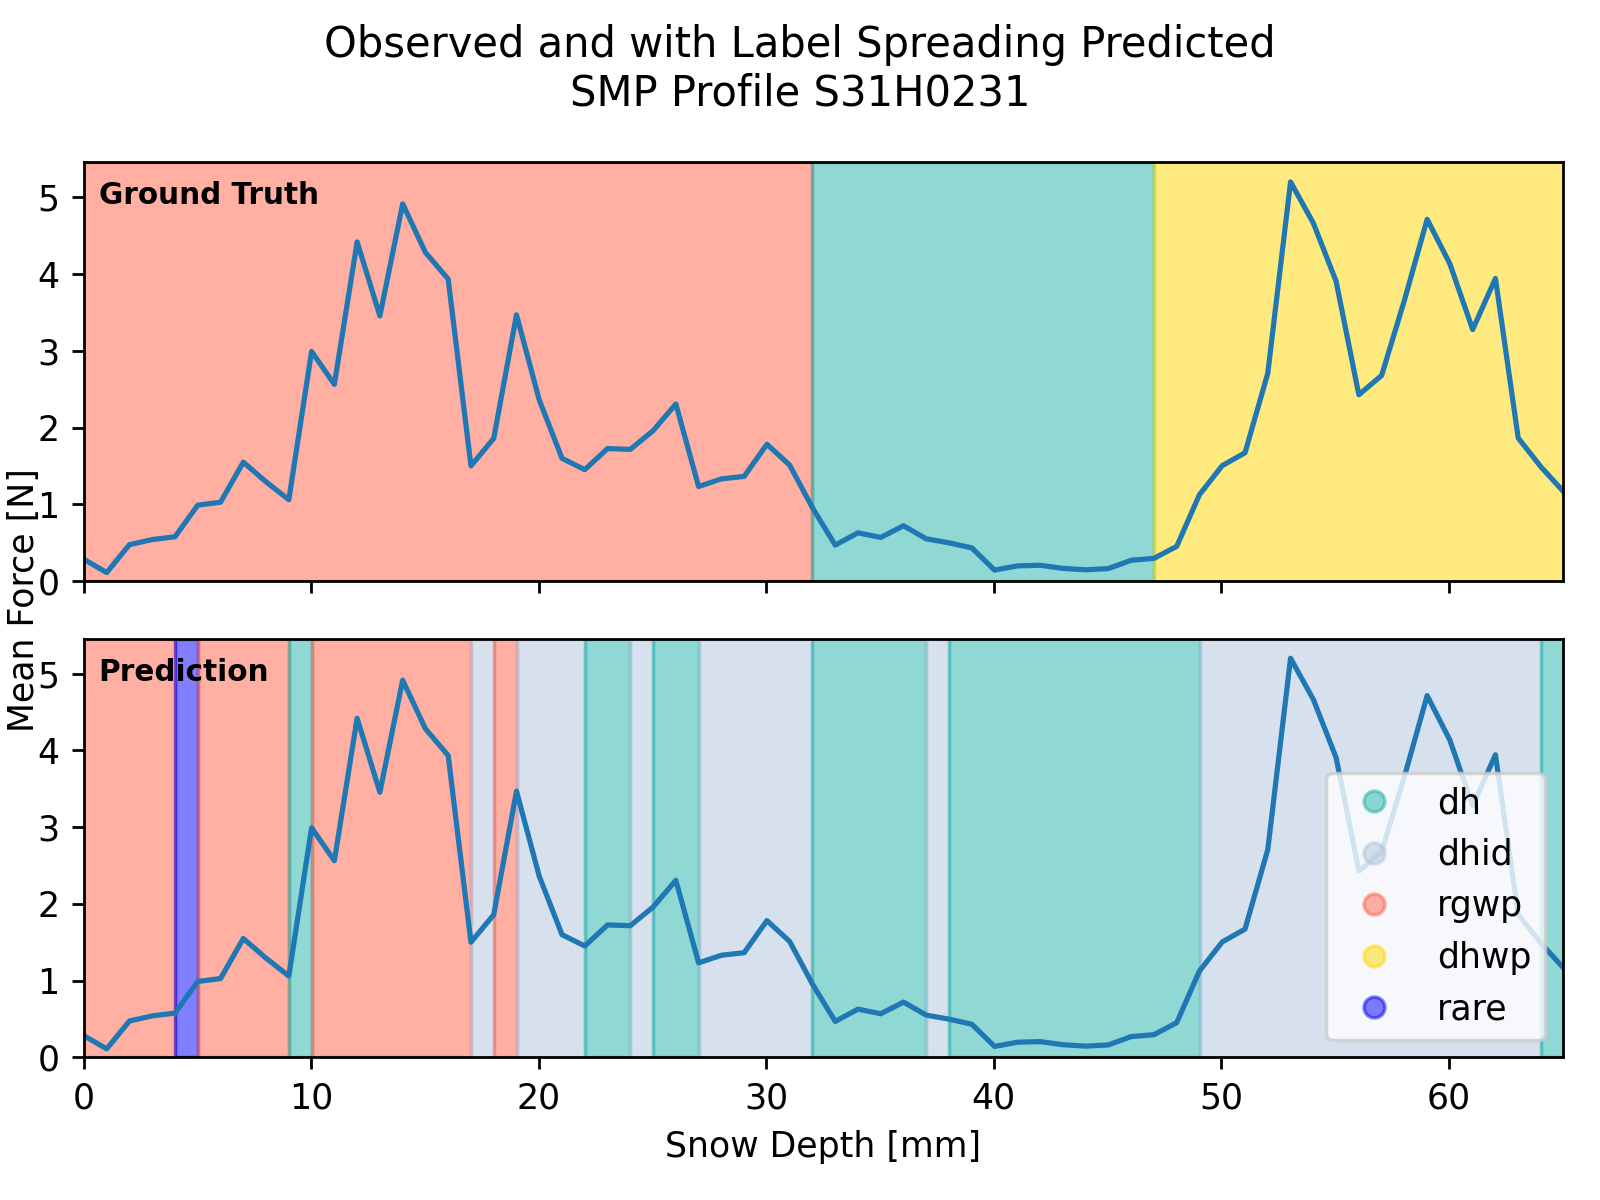 Observed and with Label Spreading Predicted
SMP Profile S31H0231
Mean Force [N]
Ground Truth
5
4
3
2
1
0
Prediction
5
4
3
2
1
0
dh
dhid
rgwp
dhwp
rare
0 10 20 30 40 50 60
Snow Depth [mm]